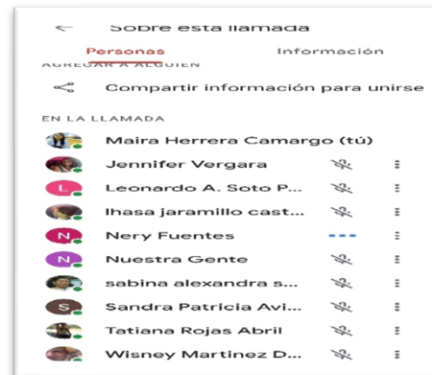 Sobre esta llamada
Personas Información
AGREGAR A ALGUIEN
Compartir información para unirse
EN LA LLAMADA
Maira Herrera Camargo (tú)
Jennifer Vergara
L Leonardo A. Soto P...
Ihasa jaramillo cast...
N Nery Fuentes
N Nuestra Gente
sabina alexandra s...
S Sandra Patricia Avi...
Tatiana Rojas Abril
Wisney Martinez D...